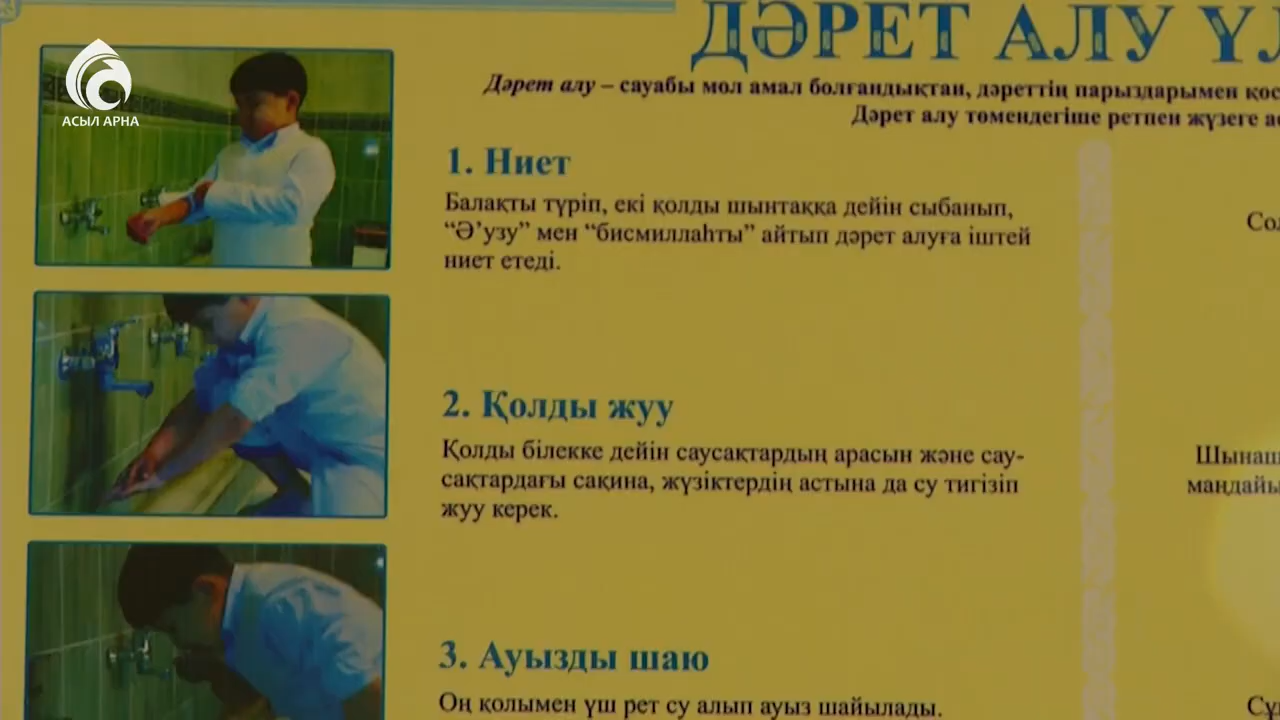 АСЫЛ АРНА
ДӘРЕТ АЛУ
Дәрет алу – сауабы мол амал болғандықтан, дәреттің парыздарымен
Дәрет алу төмендегіше ретпен жүзеге
1. Ниет
Балақты түріп, екі қолды шынтаққа дейін сыбанып,
“Ә’узу” мен “бисмиллаһты” айтып дәрет алуға іштей
ниет етеді.
2. Қолды жуу
Қолды білекке дейін саусақтардың арасын және сау-
сақтардағы сақина, жүзіктердің астына да су тигізіп
жуу керек.
3. Ауызды шаю
Оң қолымен үш рет су алып ауыз шайылады.